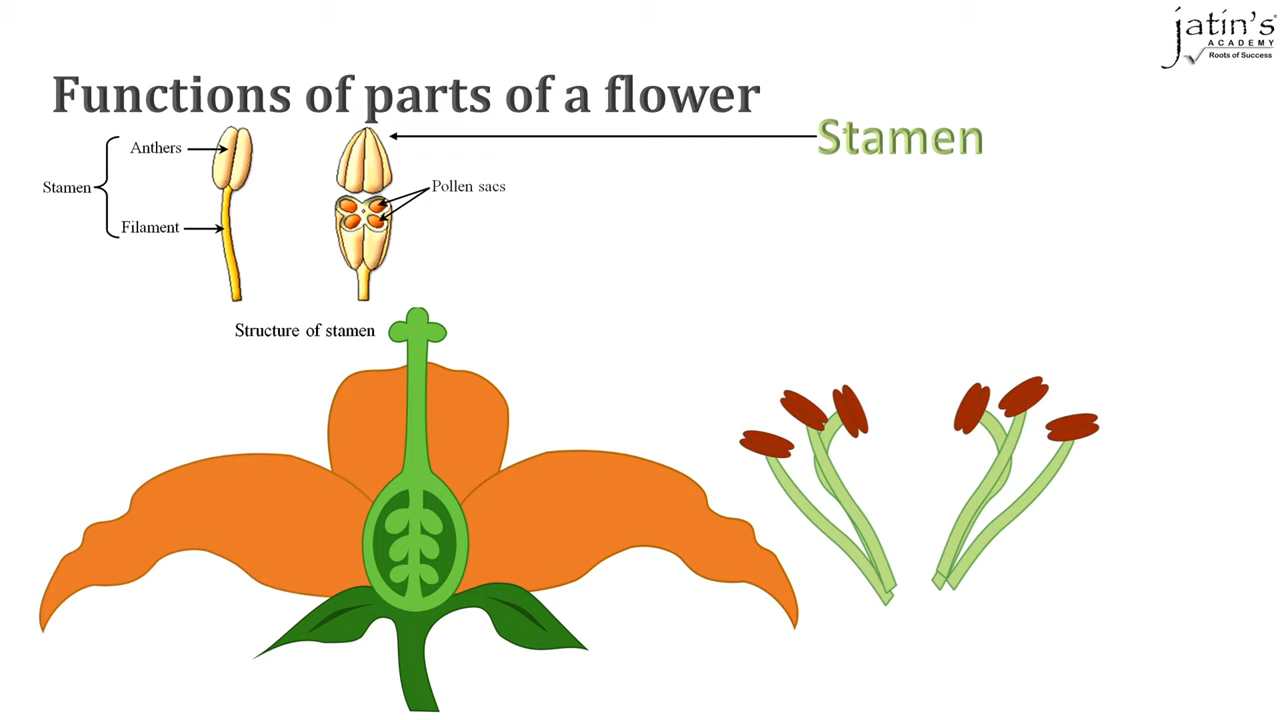 jatin's
ACADEMY
Roots of Success
Functions of parts of a flower
Stamen
Anthers
Stamen
Filament
Pollen sacs
Structure of stamen